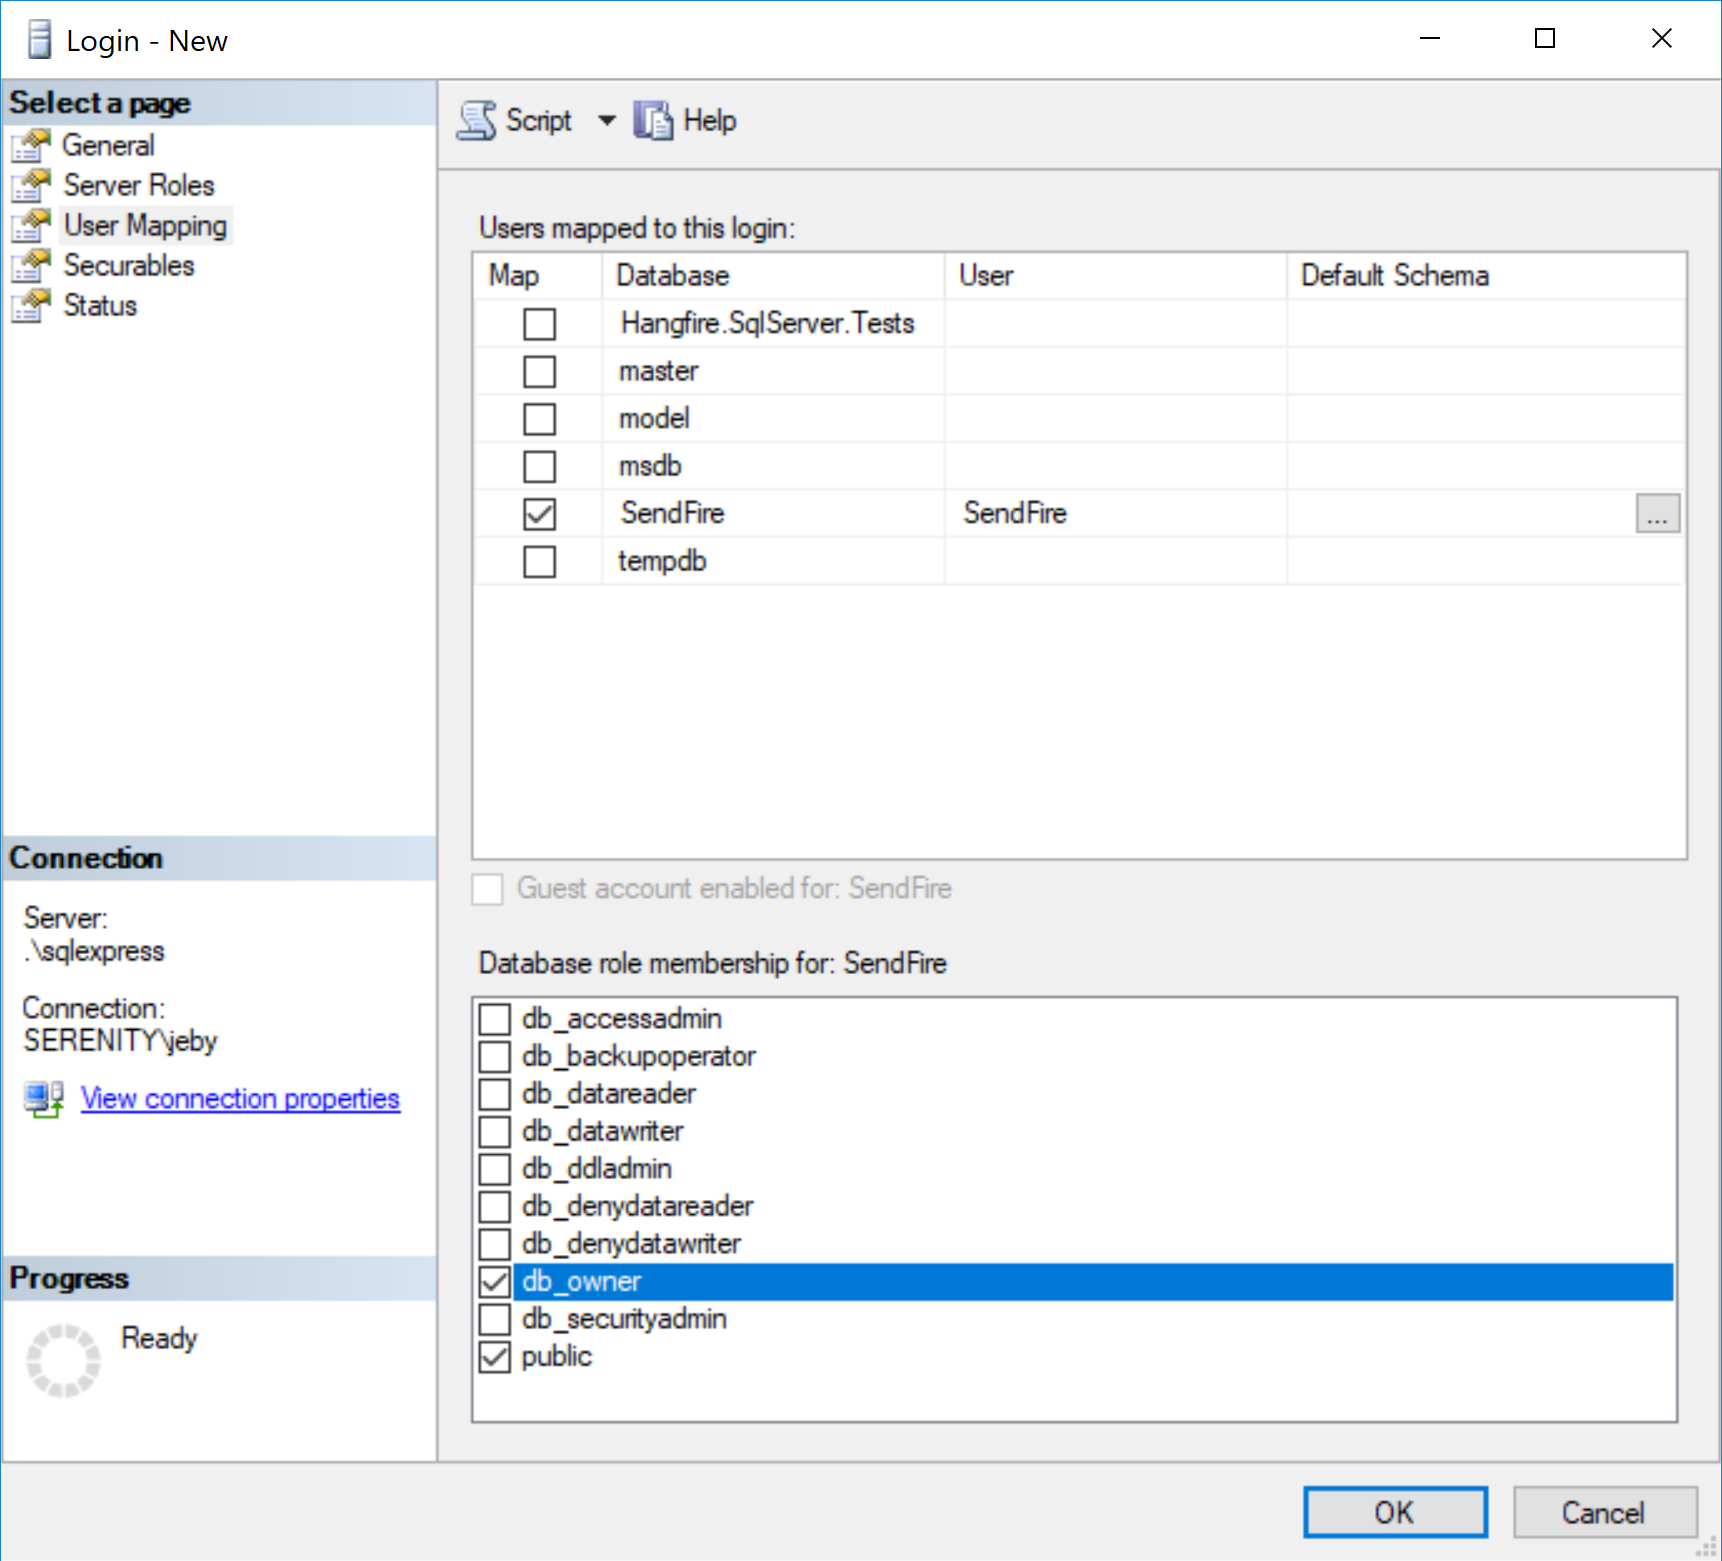 Login - New
Select a page
General
Server Roles
User Mapping
Securables
Status
Connection
Server:
.\sqlexpress
Connection:
SERENITY\jeby
View connection properties
Progress
Ready
Script Help
Users mapped to this login:
Map Database User Default Schema
Hangfire.SqlServer.Tests
master
model
msdb
SendFire SendFire ...
tempdb
Guest account enabled for: SendFire
Database role membership for: SendFire
db_accessadmin
db_backupoperator
db_datareader
db_datawriter
db_ddladmin
db_denydatareader
db_denydatawriter
db_owner
db_securityadmin
public
OK Cancel